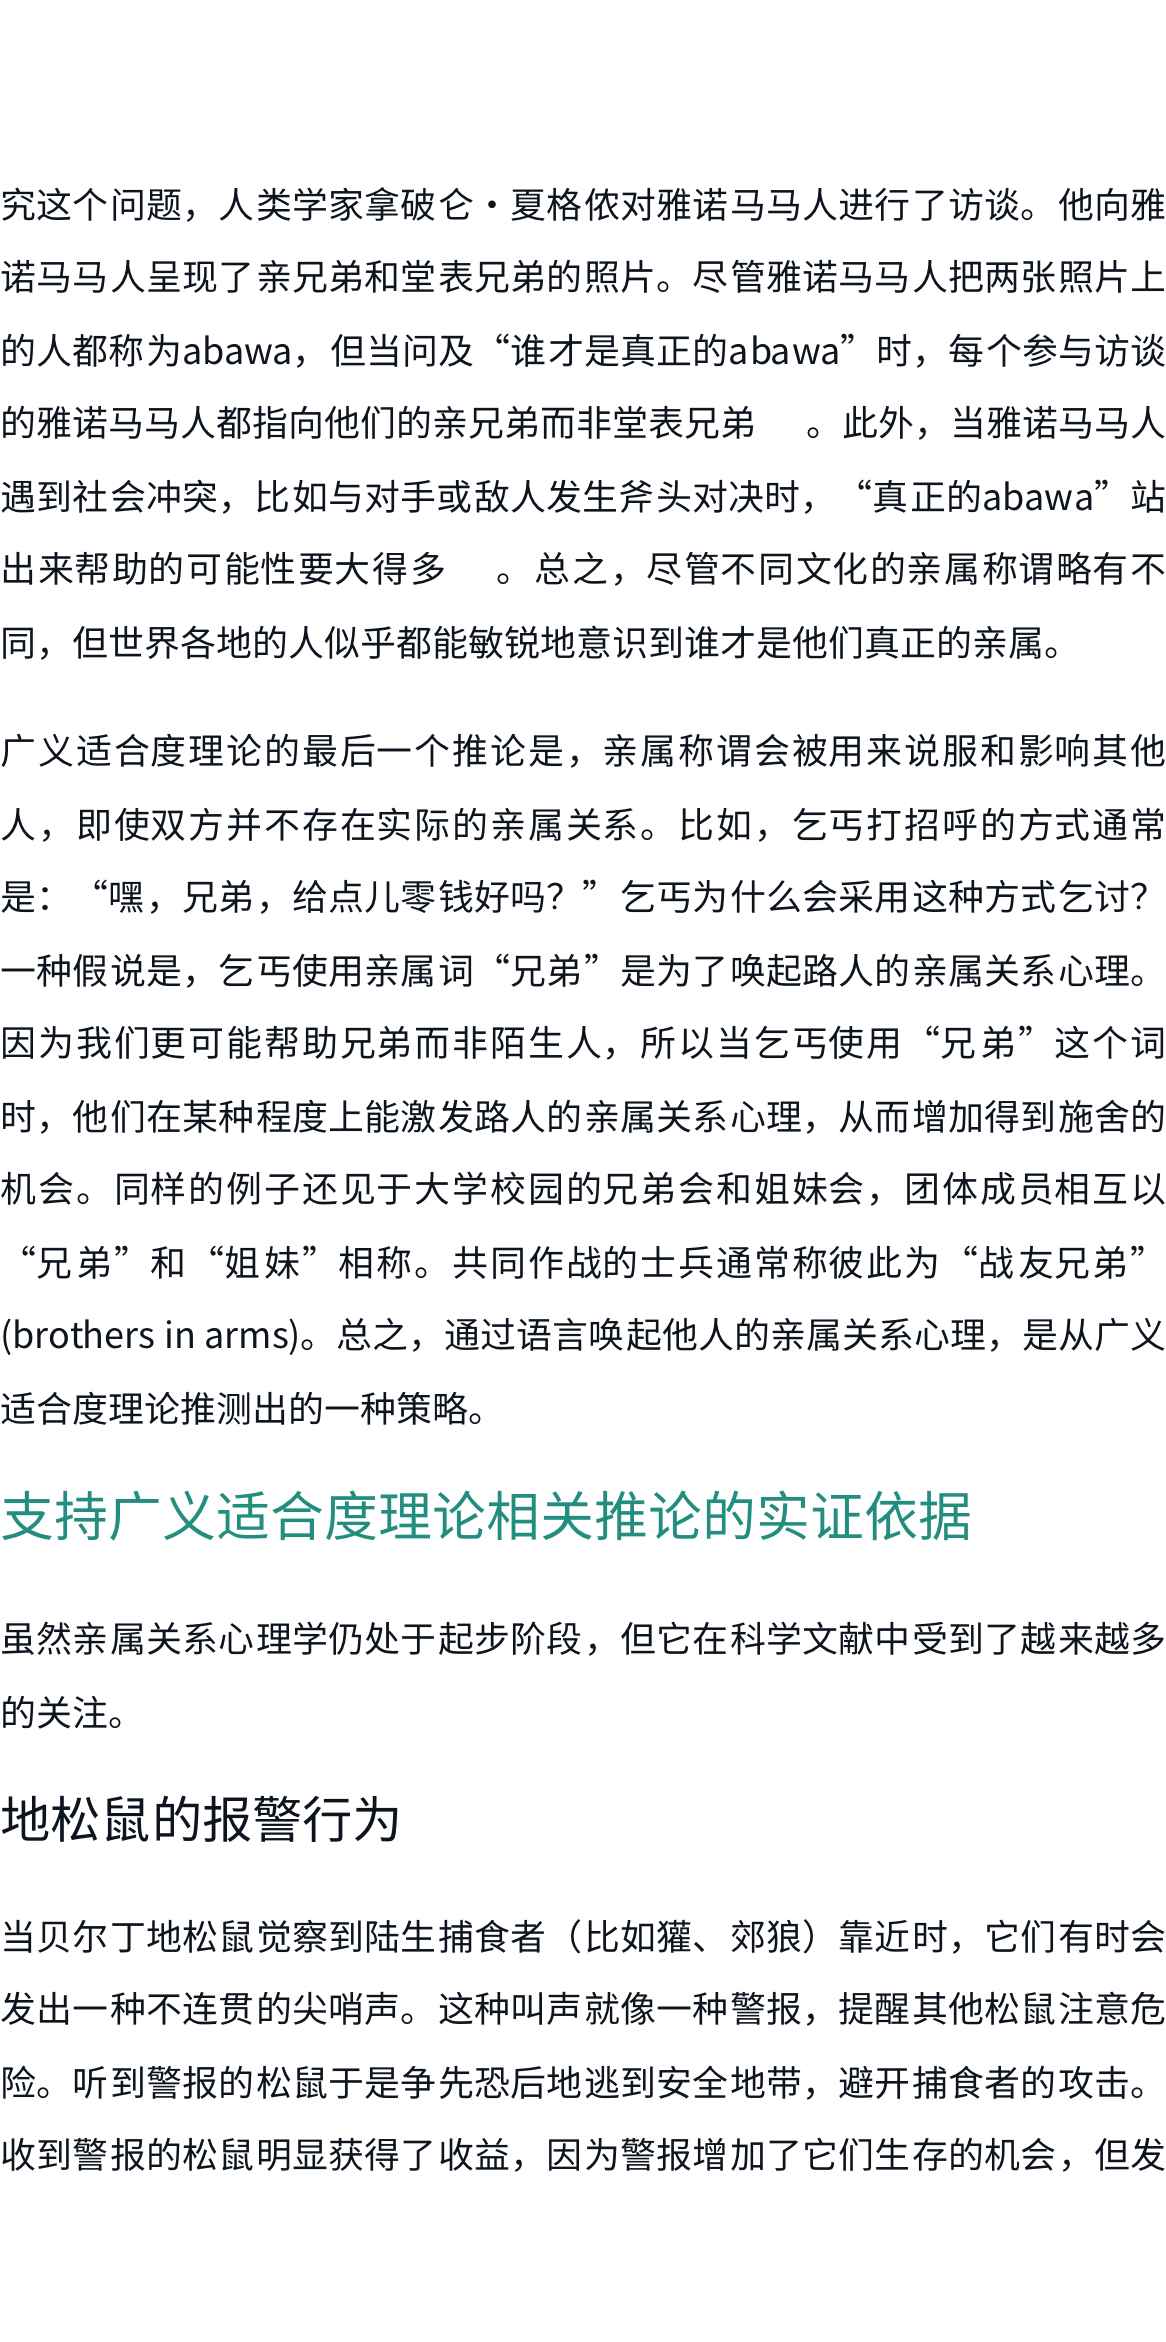 究这个问题，人类学家拿破仑·夏格侬对雅诺马马人进行了访谈。他向雅
诺马马人呈现了亲兄弟和堂表兄弟的照片。尽管雅诺马马人把两张照片上
的人都称为abawa，但当问及“谁才是真正的abawa”时，每个参与访谈
的雅诺马马人都指向他们的亲兄弟而非堂表兄弟　。此外，当雅诺马马人
遇到社会冲突，比如与对手或敌人发生斧头对决时，“真正的abawa”站
出来帮助的可能性要大得多　。总之，尽管不同文化的亲属称谓略有不
同，但世界各地的人似乎都能敏锐地意识到谁才是他们真正的亲属。
广义适合度理论的最后一个推论是，亲属称谓会被用来说服和影响其他
人，即使双方并不存在实际的亲属关系。比如，乞丐打招呼的方式通常
是：“嘿，兄弟，给点儿零钱好吗？”乞丐为什么会采用这种方式乞讨？
一种假说是，乞丐使用亲属词“兄弟”是为了唤起路人的亲属关系心理。
因为我们更可能帮助兄弟而非陌生人，所以当乞丐使用“兄弟”这个词
时，他们在某种程度上能激发路人的亲属关系心理，从而增加得到施舍的
机会。同样的例子还见于大学校园的兄弟会和姐妹会，团体成员相互以
“兄弟”和“姐妹”相称。共同作战的士兵通常称彼此为“战友兄弟”
(brothers in arms)。总之，通过语言唤起他人的亲属关系心理，是从广义
适合度理论推测出的一种策略。
支持广义适合度理论相关推论的实证依据
虽然亲属关系心理学仍处于起步阶段，但它在科学文献中受到了越来越多
的关注。
地松鼠的报警行为
当贝尔丁地松鼠觉察到陆生捕食者（比如獾、郊狼）靠近时，它们有时会
发出一种不连贯的尖哨声。这种叫声就像一种警报，提醒其他松鼠注意危
险。听到警报的松鼠于是争先恐后地逃到安全地带，避开捕食者的攻击。
收到警报的松鼠明显获得了收益，因为警报增加了它们生存的机会，但发